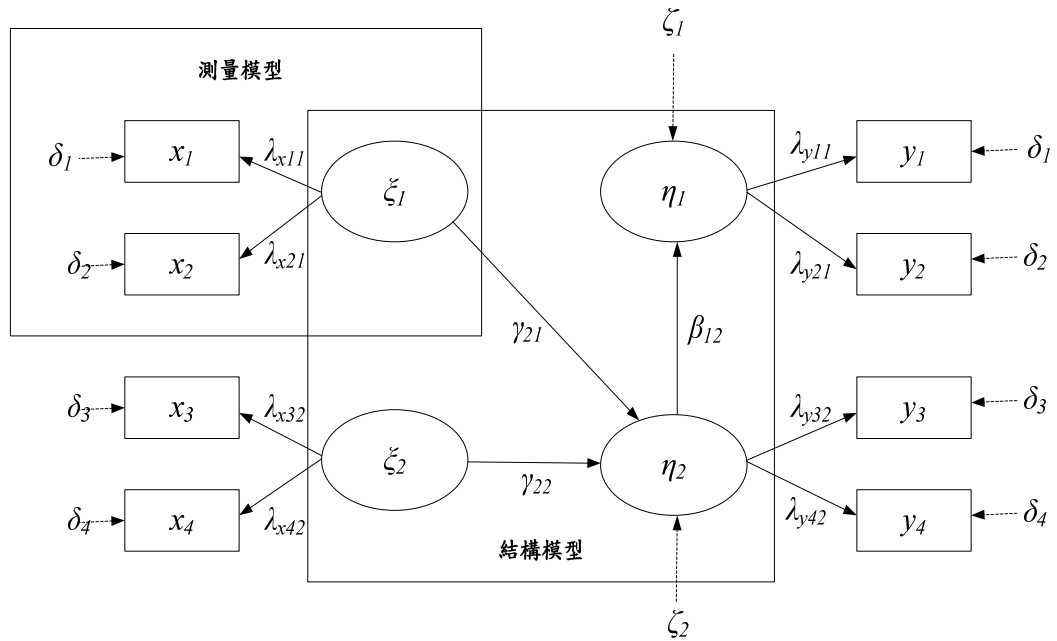 ζ1
測量模型
δ1 x1 λx11 ξ1 η1 λy11 y1 δ1
δ2 x2 λx21 λy21 y2 δ2
γ21 β12
δ3 x3 λx32 ξ2 η2 λy32 y3 δ3
γ22
δ4 x4 λx42 λy42 y4 δ4
結構模型
ζ2